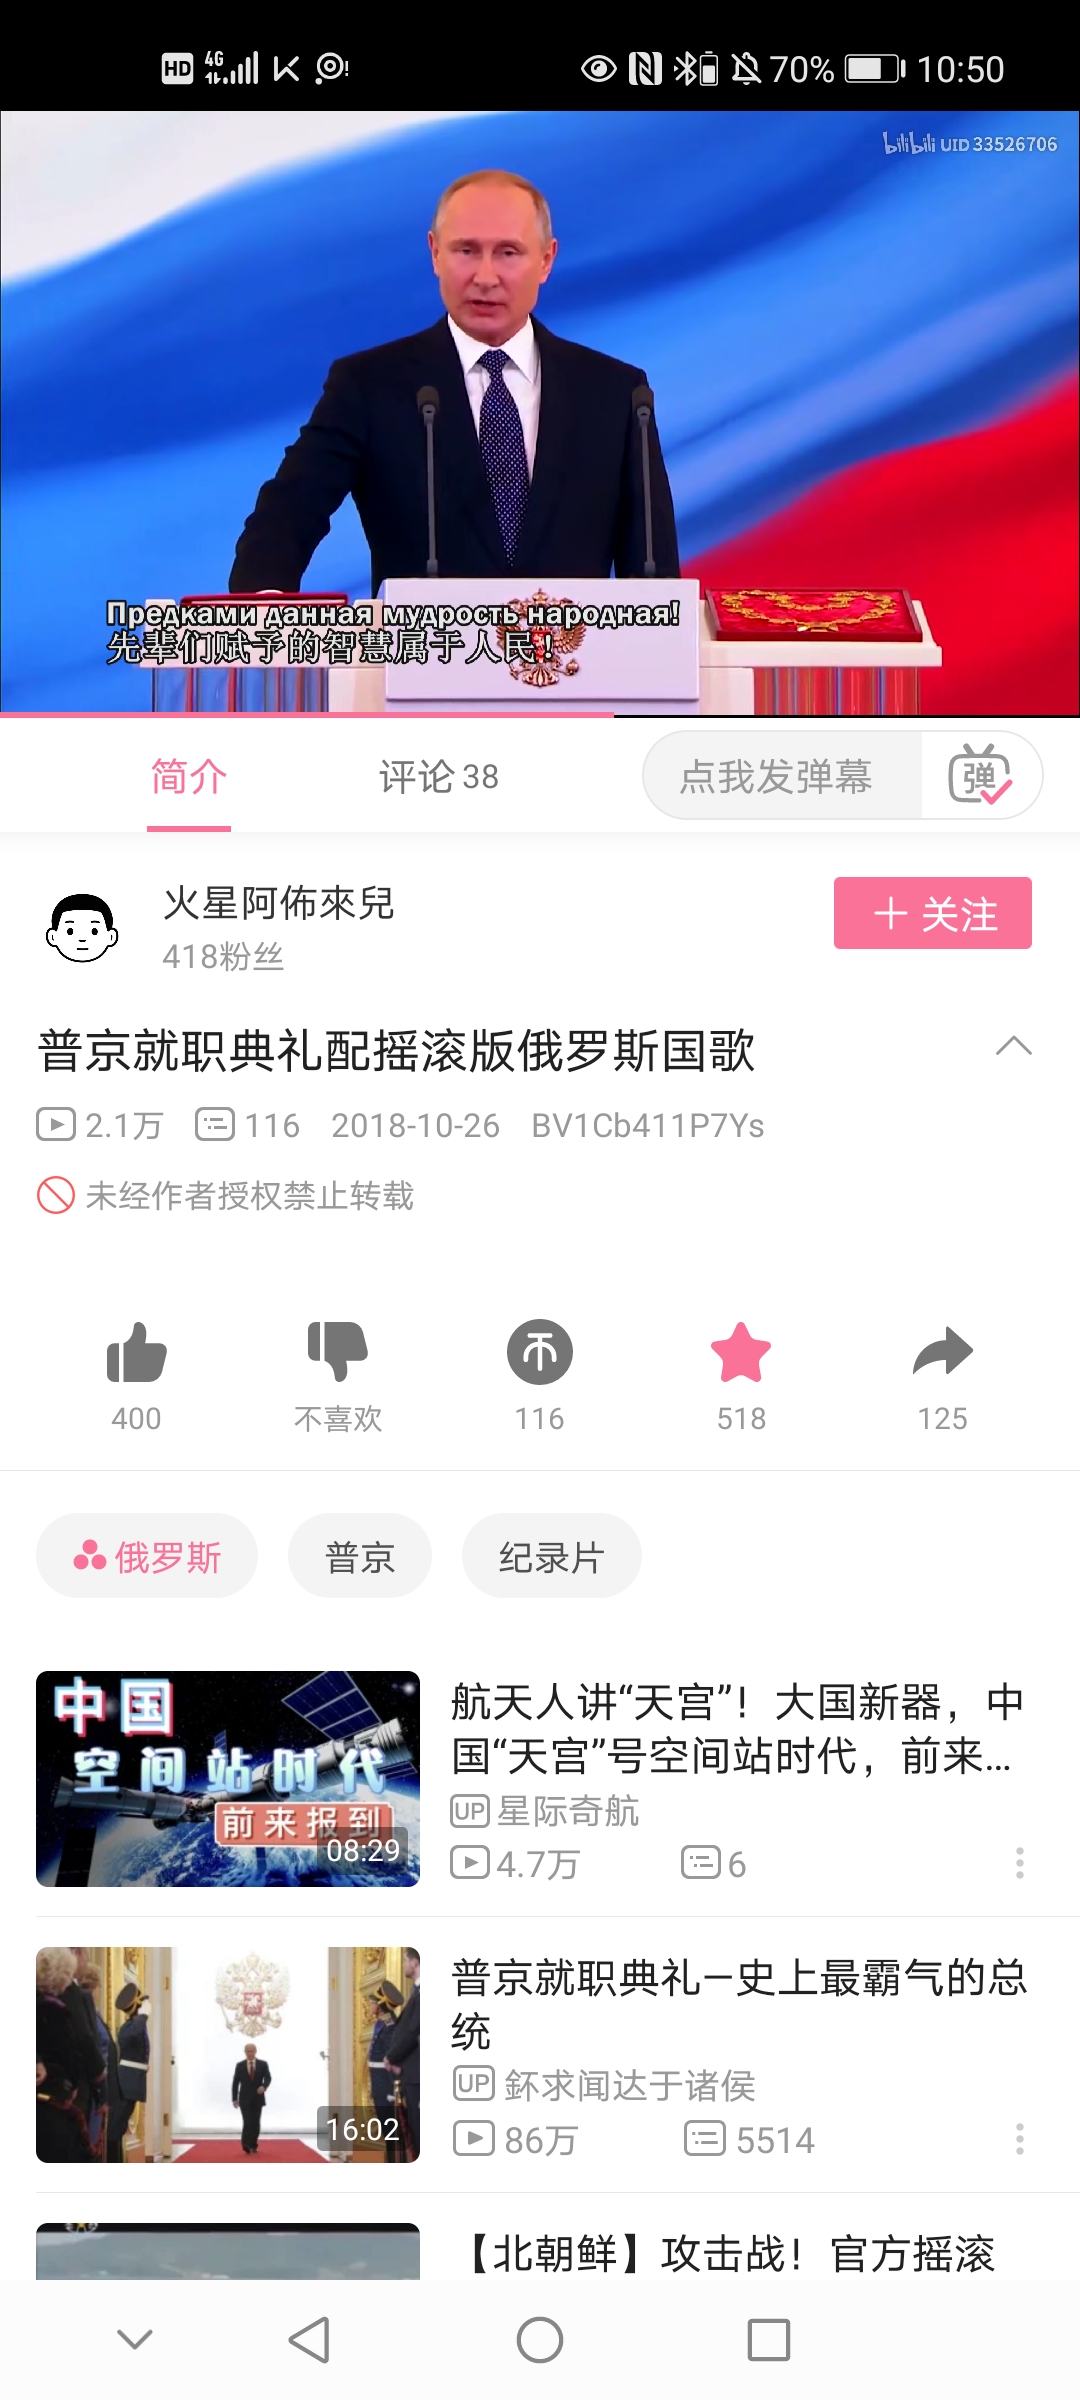 HD 4G 70% 10:50
bilibili UID 33526706
Предками данная мудрость народная!
先辈们赋予的智慧属于人民！
简介 评论 38 点我发弹幕 弹
火星阿佈來兒
418粉丝
＋关注
普京就职典礼配摇滚版俄罗斯国歌
2.1万 116 2018-10-26 BV1Cb411P7Ys
未经作者授权禁止转载
400 不喜欢 116 518 125
俄罗斯 普京 纪录片
中国
空间站时代
前来报到
08:29
航天人讲“天宫”！大国新器，中
国“天宫”号空间站时代，前来...
UP 星际奇航
4.7万 6
16:02
普京就职典礼—史上最霸气的总
统
UP 鈈求闻达于诸侯
86万 5514
【北朝鲜】攻击战！官方摇滚